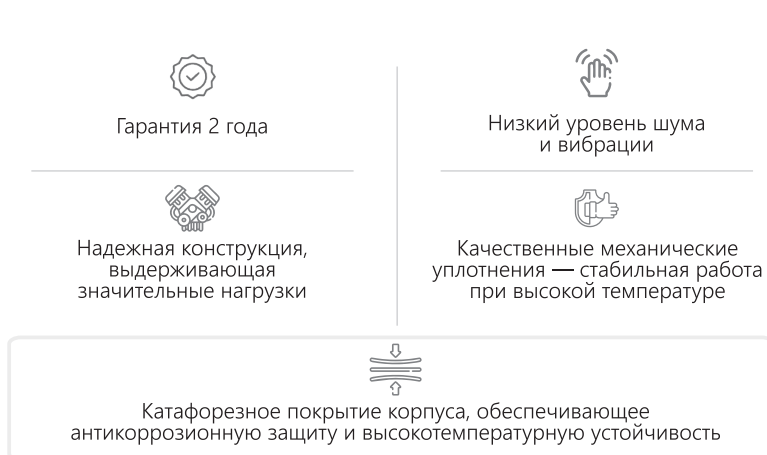 Гарантия 2 года
Низкий уровень шума
и вибрации
Надежная конструкция,
выдерживающая
значительные нагрузки
Качественные механические
уплотнения — стабильная работа
при высокой температуре
Катафорезное покрытие корпуса, обеспечивающее
антикоррозионную защиту и высокотемпературную устойчивость